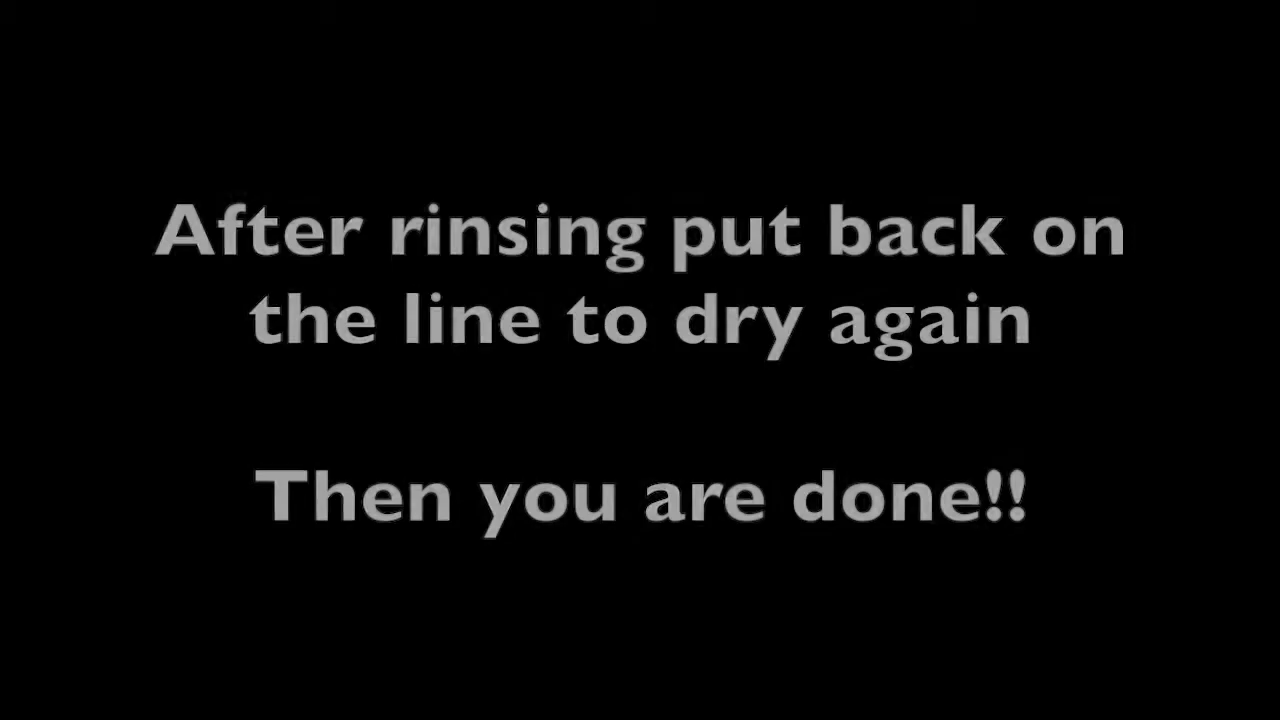 After rinsing put back on
the line to dry again
Then you are done!!